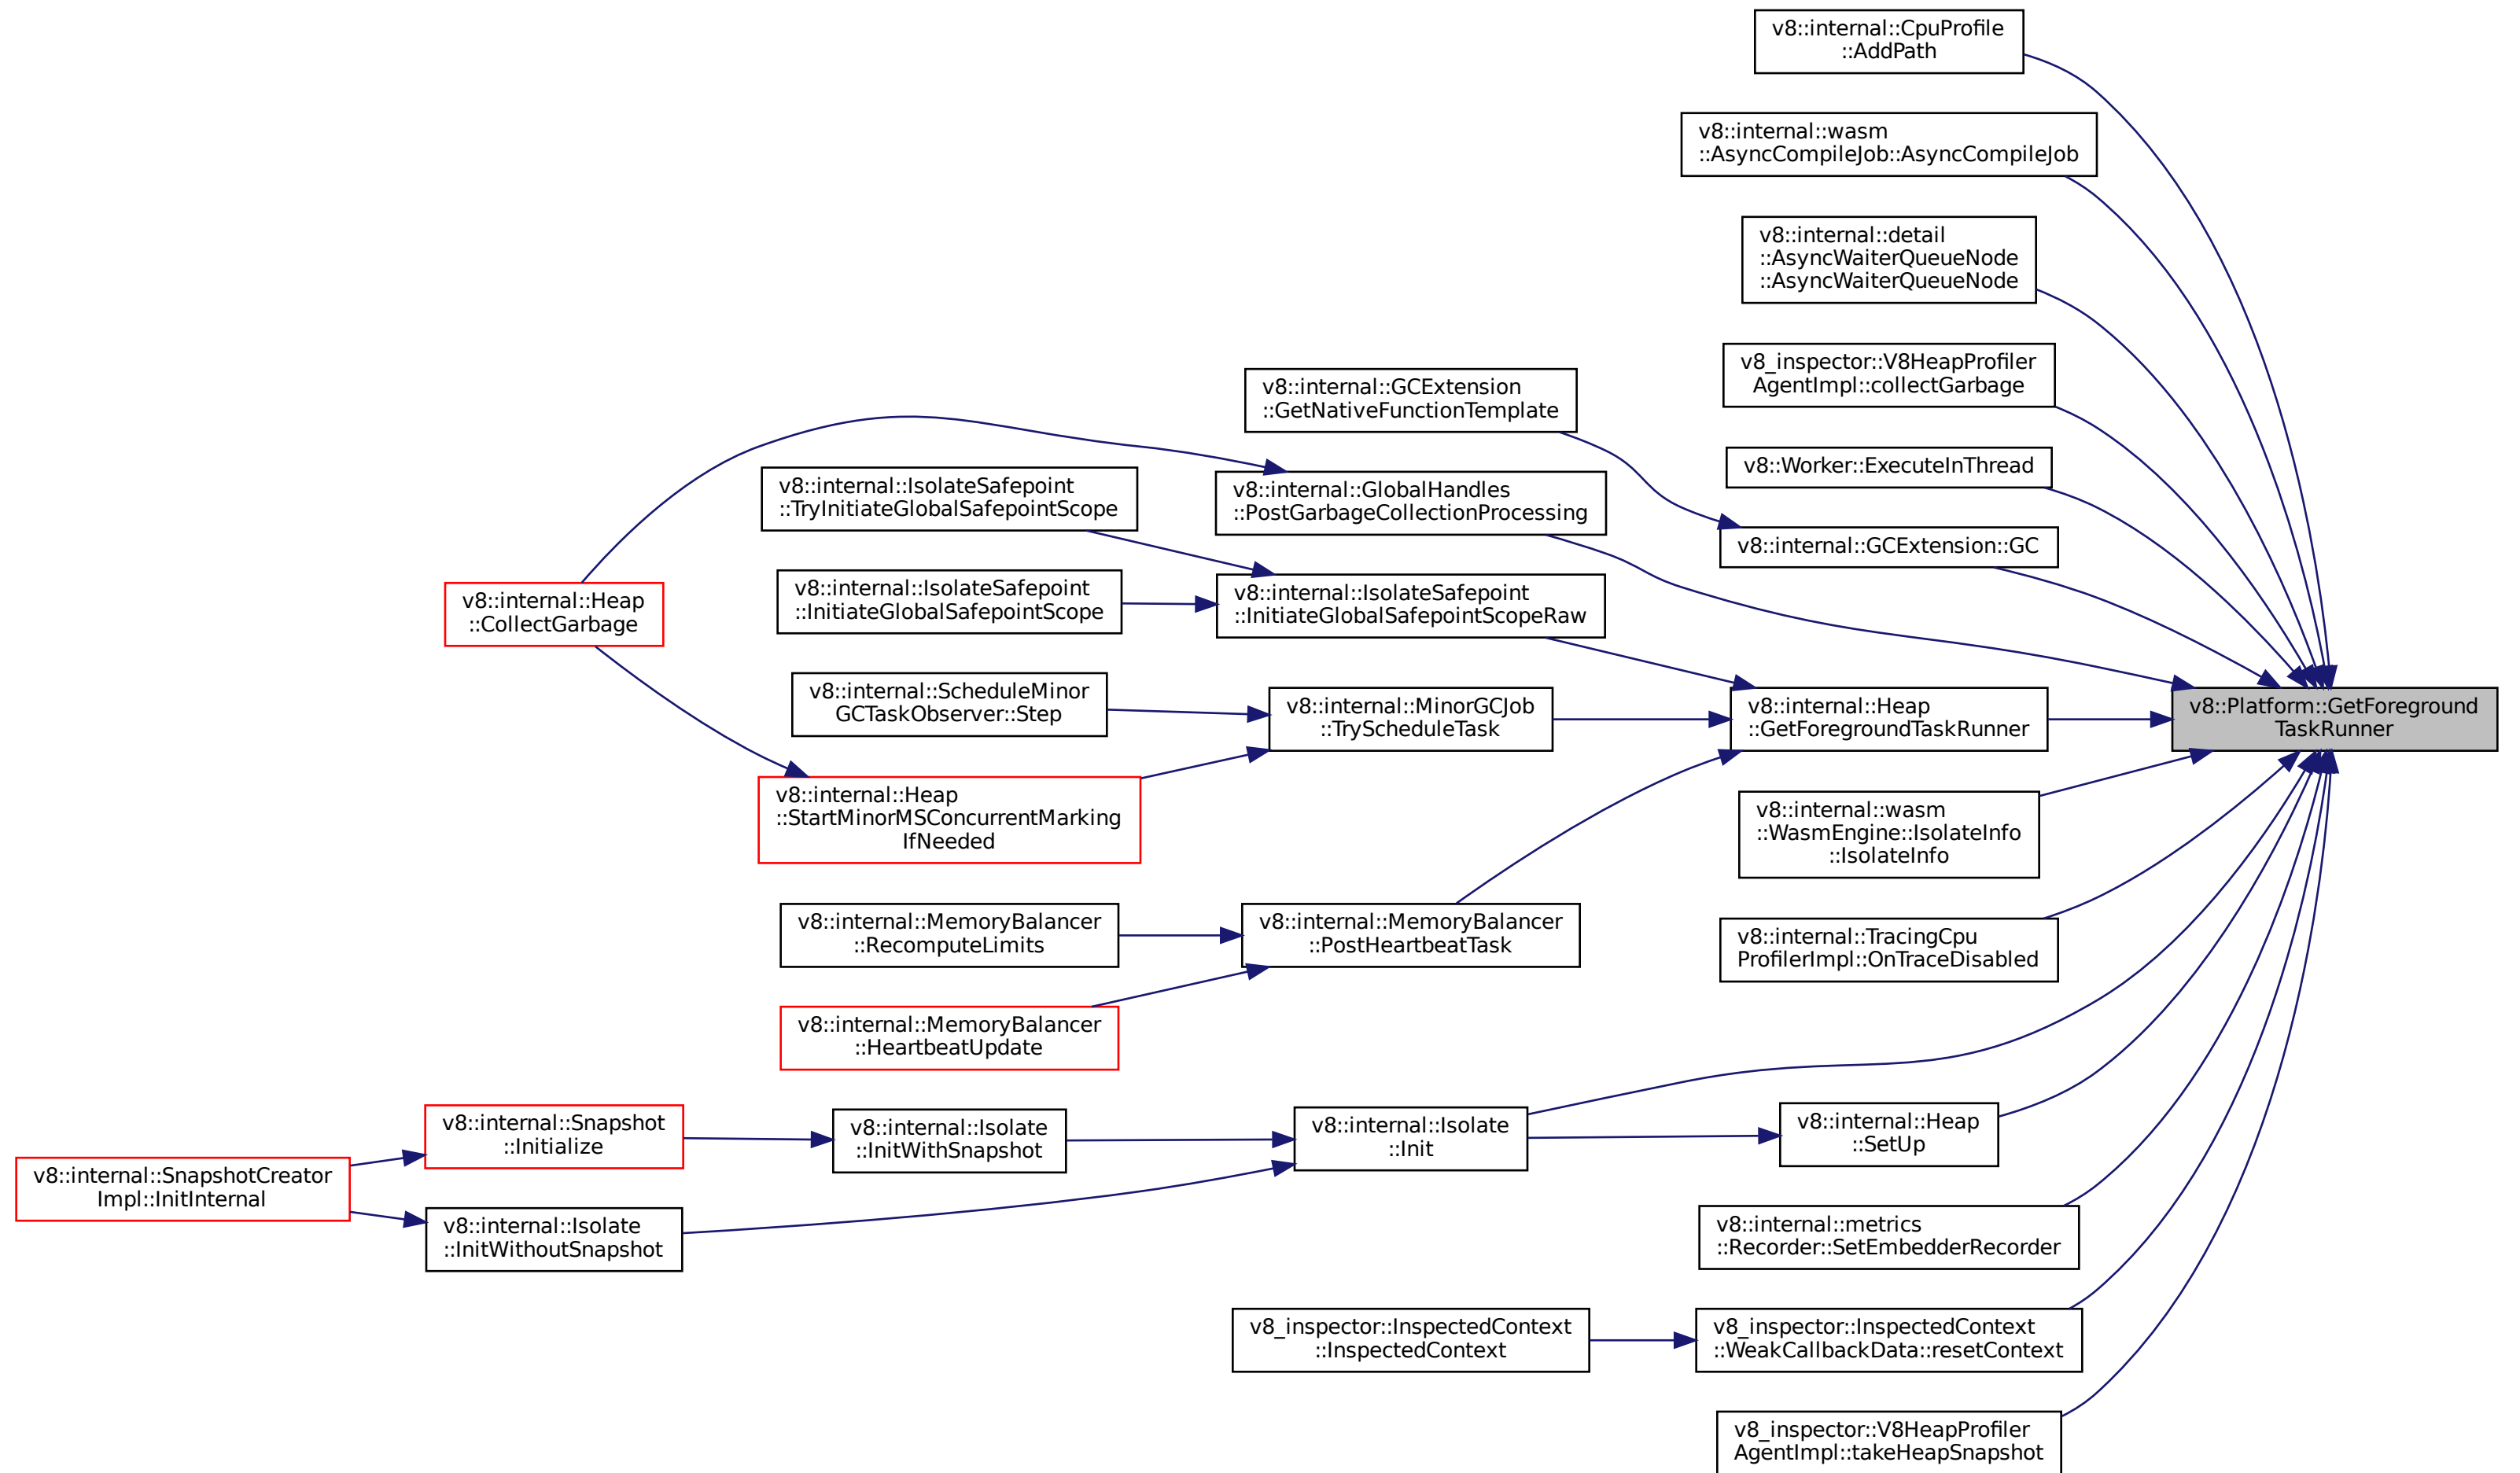 v8::internal::CpuProfile
::AddPath
v8::internal::wasm
::AsyncCompileJob::AsyncCompileJob
v8::internal::detail
::AsyncWaiterQueueNode
::AsyncWaiterQueueNode
v8_inspector::V8HeapProfiler
AgentImpl::collectGarbage
v8::internal::GCExtension
::GetNativeFunctionTemplate
v8::Worker::ExecuteInThread
v8::internal::IsolateSafepoint
::TryInitiateGlobalSafepointScope
v8::internal::GlobalHandles
::PostGarbageCollectionProcessing
v8::internal::GCExtension::GC
v8::internal::Heap
::CollectGarbage
v8::internal::IsolateSafepoint
::InitiateGlobalSafepointScope
v8::internal::IsolateSafepoint
::InitiateGlobalSafepointScopeRaw
v8::internal::ScheduleMinor
GCTaskObserver::Step
v8::internal::MinorGCJob
::TryScheduleTask
v8::internal::Heap
::GetForegroundTaskRunner
v8::Platform::GetForeground
TaskRunner
v8::internal::Heap
::StartMinorMSConcurrentMarking
IfNeeded
v8::internal::wasm
::WasmEngine::IsolateInfo
::IsolateInfo
v8::internal::MemoryBalancer
::RecomputeLimits
v8::internal::MemoryBalancer
::PostHeartbeatTask
v8::internal::TracingCpu
ProfilerImpl::OnTraceDisabled
v8::internal::MemoryBalancer
::HeartbeatUpdate
v8::internal::Snapshot
::Initialize
v8::internal::Isolate
::InitWithSnapshot
v8::internal::Isolate
::Init
v8::internal::Heap
::SetUp
v8::internal::SnapshotCreator
Impl::InitInternal
v8::internal::Isolate
::InitWithoutSnapshot
v8::internal::metrics
::Recorder::SetEmbedderRecorder
v8_inspector::InspectedContext
::InspectedContext
v8_inspector::InspectedContext
::WeakCallbackData::resetContext
v8_inspector::V8HeapProfiler
AgentImpl::takeHeapSnapshot